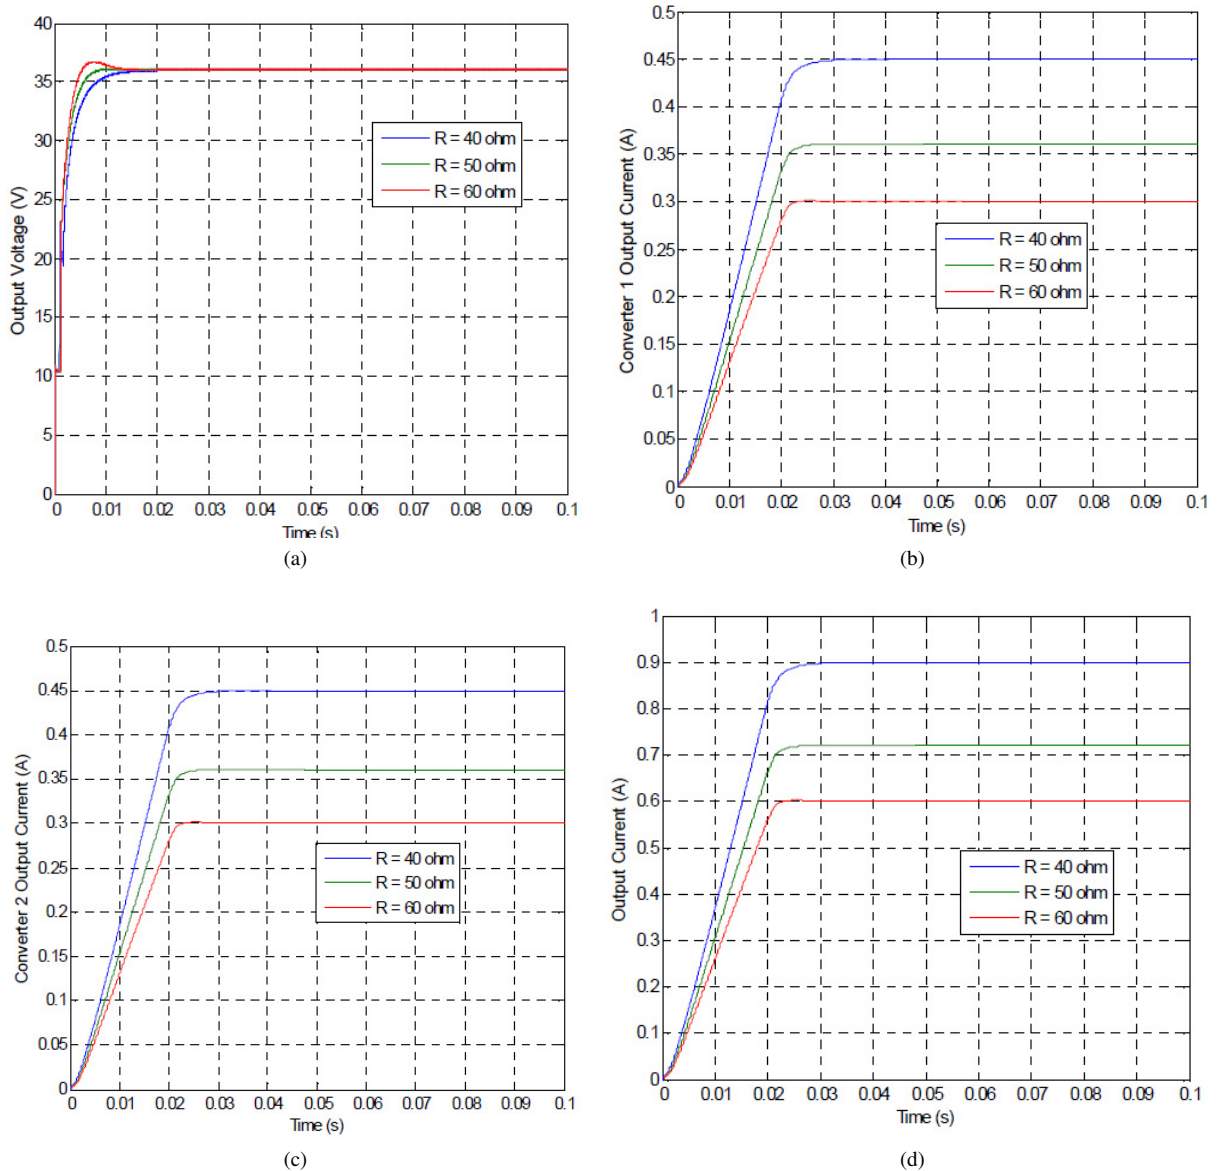 40
35
30
25
20
15
10
5
0
Output Voltage (V)
R = 40 ohm
R = 50 ohm
R = 60 ohm
0 0.01 0.02 0.03 0.04 0.05 0.06 0.07 0.08 0.09 0.1
Time (s)
(a)
0.5
0.45
0.4
0.35
0.3
0.25
0.2
0.15
0.1
0.05
0
Converter 1 Output Current (A)
R = 40 ohm
R = 50 ohm
R = 60 ohm
0 0.01 0.02 0.03 0.04 0.05 0.06 0.07 0.08 0.09 0.1
Time (s)
(b)
0.5
0.45
0.4
0.35
0.3
0.25
0.2
0.15
0.1
0.05
0
Converter 2 Output Current (A)
R = 40 ohm
R = 50 ohm
R = 60 ohm
0 0.01 0.02 0.03 0.04 0.05 0.06 0.07 0.08 0.09 0.1
Time (s)
(c)
1
0.9
0.8
0.7
0.6
0.5
0.4
0.3
0.2
0.1
0
Output Current (A)
R = 40 ohm
R = 50 ohm
R = 60 ohm
0 0.01 0.02 0.03 0.04 0.05 0.06 0.07 0.08 0.09 0.1
Time (s)
(d)